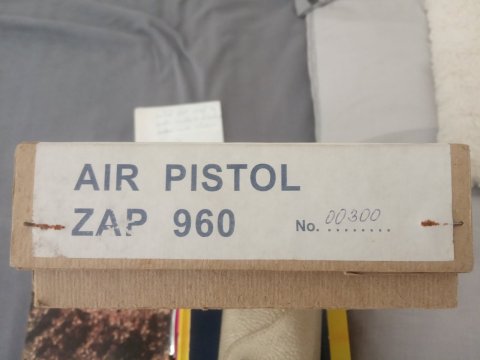 AIR PISTOL
ZAP 960
No. 00300